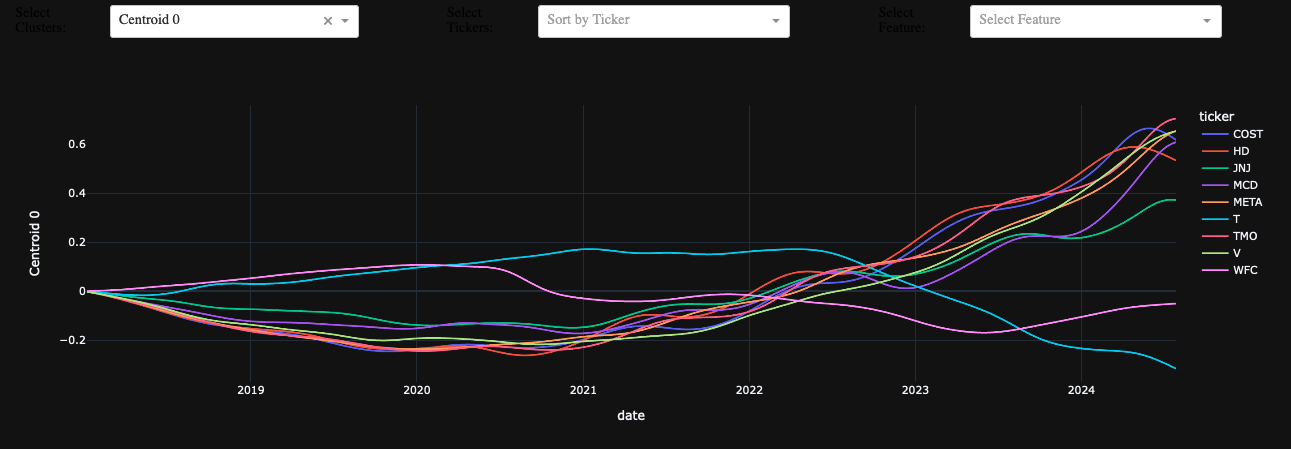 Select
Clusters:
Centroid 0
Select
Tickers:
Sort by Ticker
Select
Feature:
Select Feature
ticker
COST
HD
JNJ
MCD
META
T
TMO
V
WFC
0.6
0.4
0.2
0
−0.2
Centroid 0
2019
2020
2021
2022
2023
2024
date